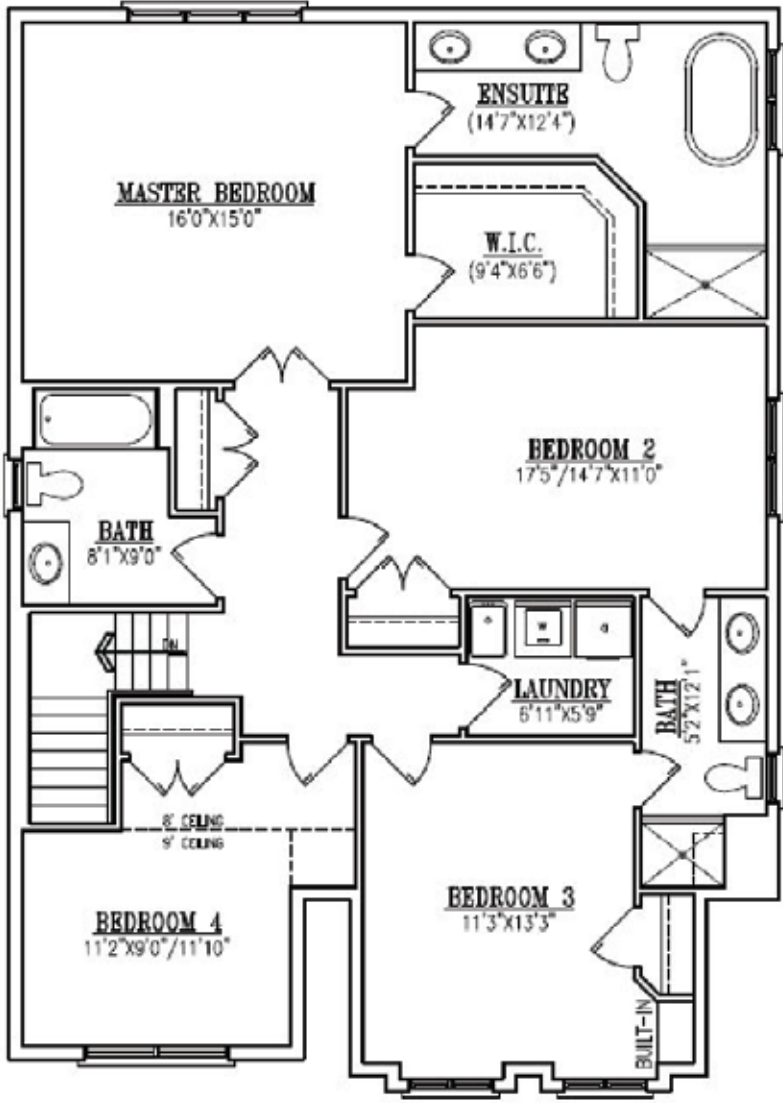 ENSUITE
(14'7"X12'4")
MASTER BEDROOM
16'0"X15'0"
W.I.C.
(9'4"X6'6")
BEDROOM 2
17'5"/14'7"X11'0"
BATH
8'1"X9'0"
DN
W
d
LAUNDRY
6'11"X5'9"
BATH
5'2"X12'1"
8' CEILING
9' CEILING
BEDROOM 3
11'3"X13'3"
BEDROOM 4
11'2"X9'0"/11'10"
BUILT-IN